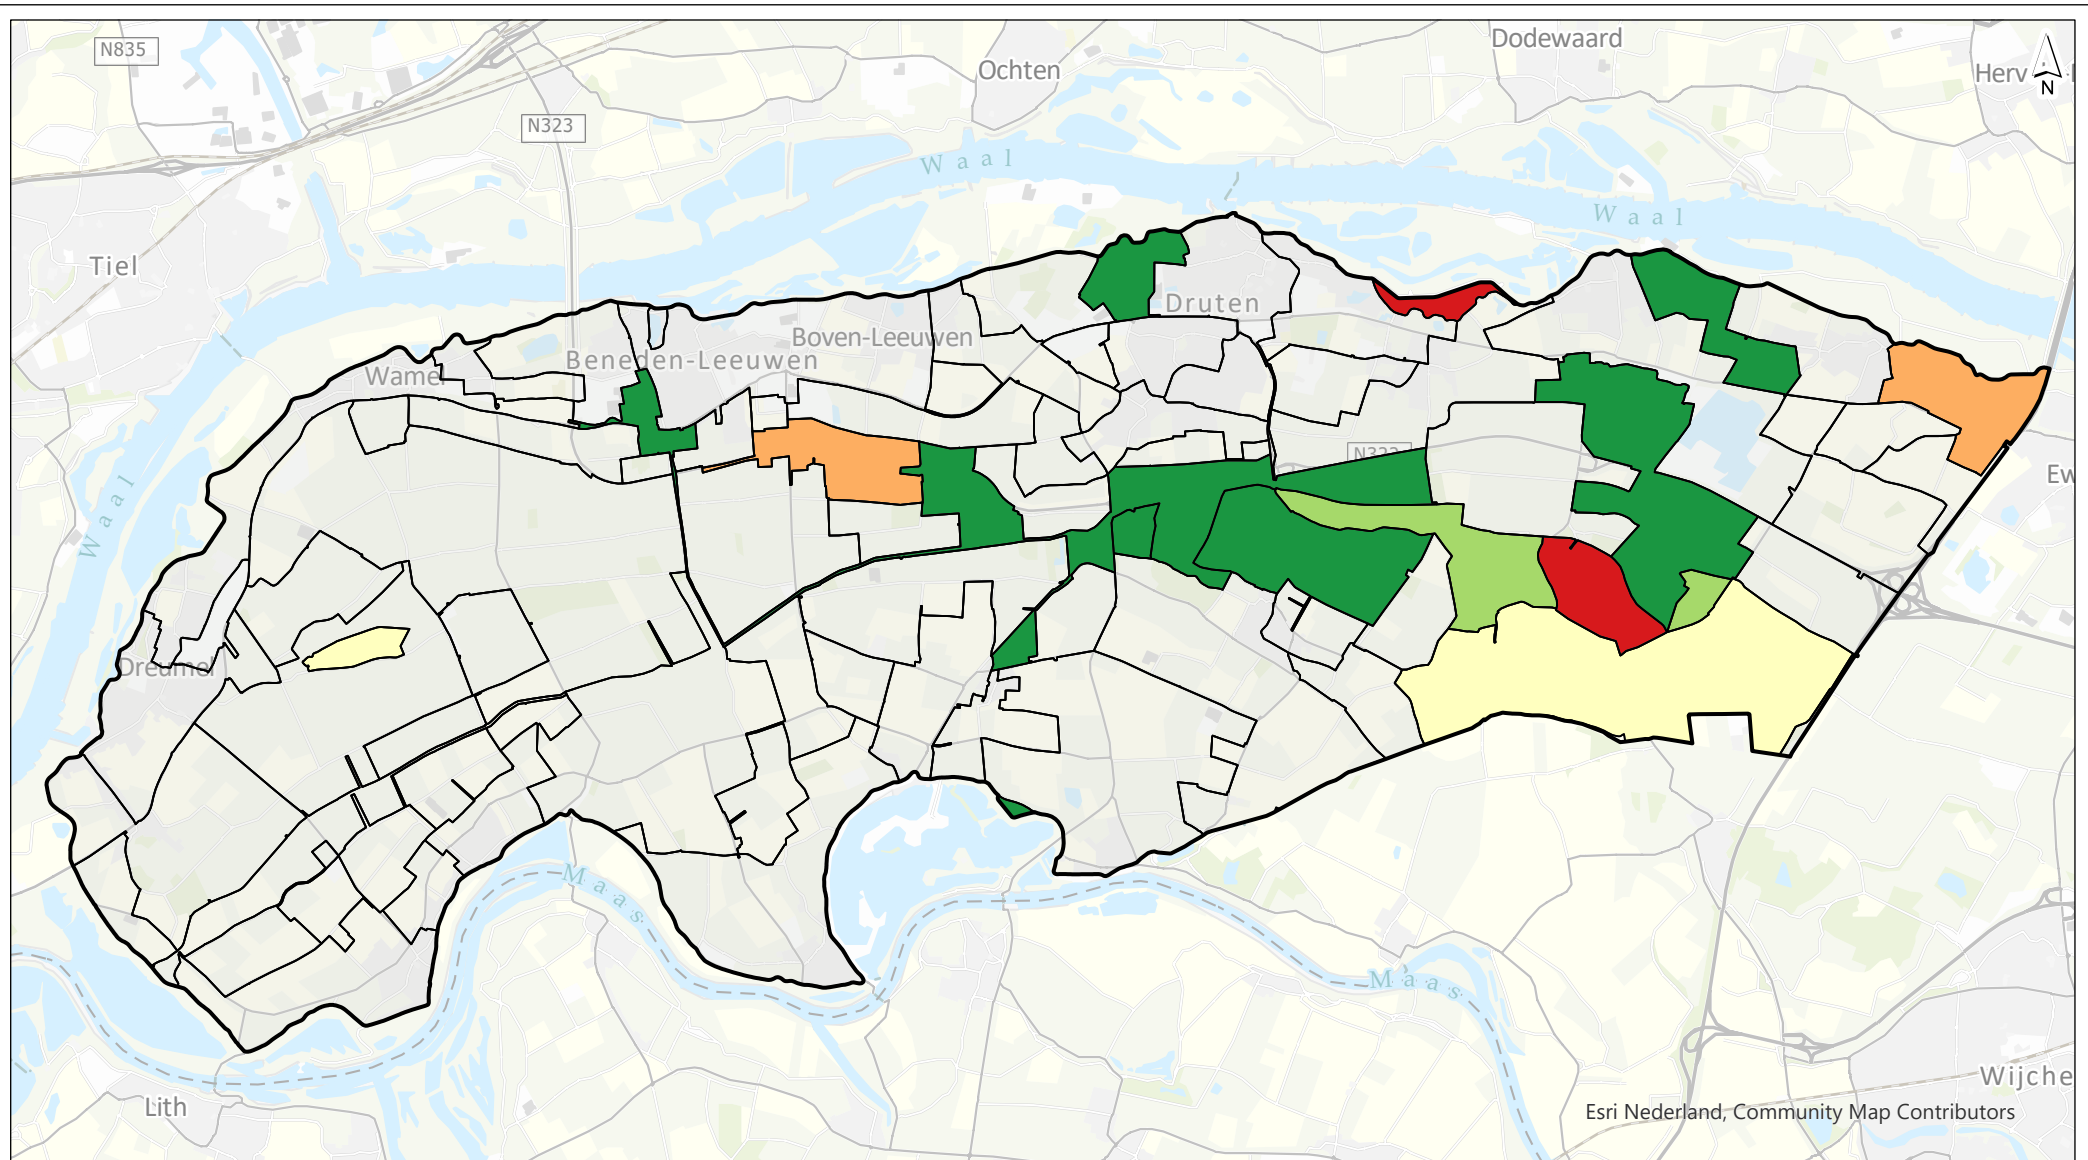 N835
Dodewaard
Ochten
Herv
N
N323
Waal
Waal
Tiel
Druten
Boven-Leeuwen
Beneden-Leeuwen
Wamel
N322
Ew
Waal
Dreumel
Maas
Maas
Wijche
Lith
Esri Nederland, Community Map Contributors